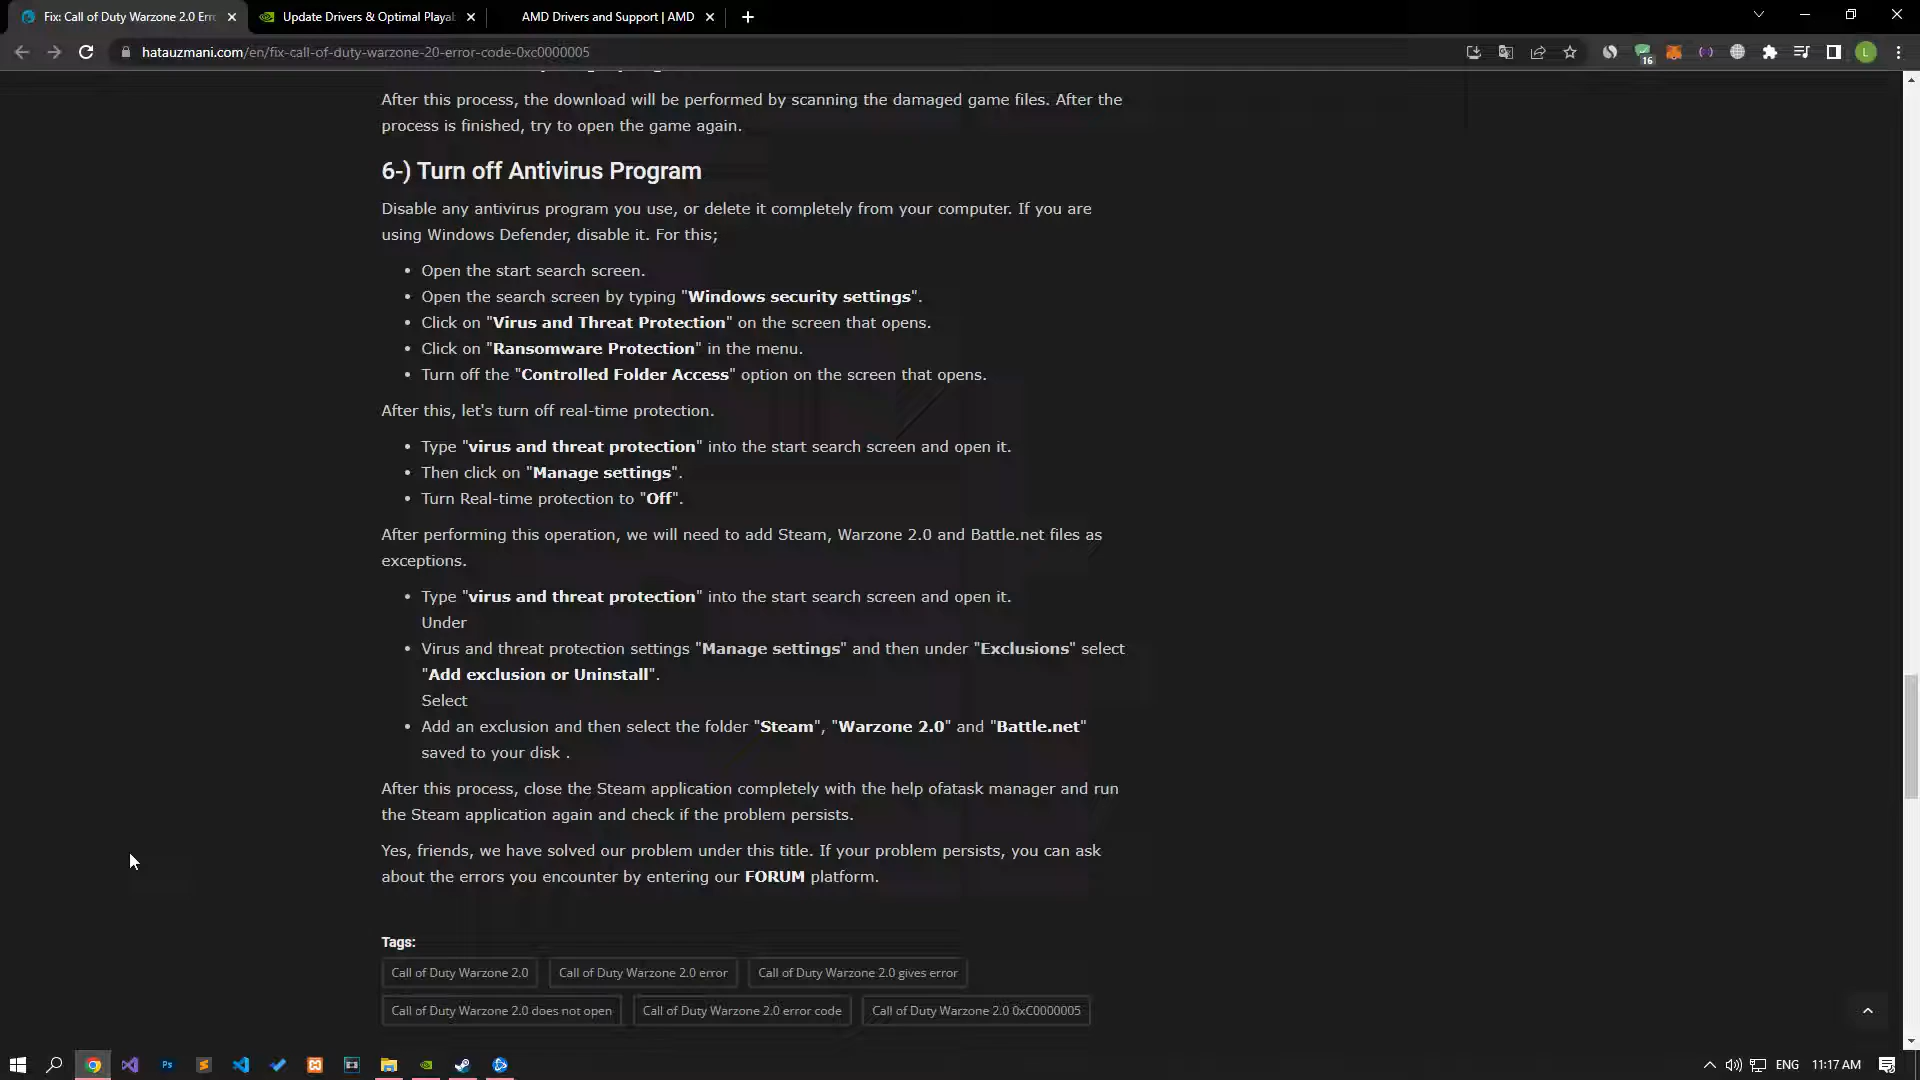 Fix: Call of Duty Warzone 2.0 Err
Update Drivers & Optimal Playab
AMD Drivers and Support | AMD
hatauzmani.com/en/fix-call-of-duty-warzone-20-error-code-0xc0000005
16
L
After this process, the download will be performed by scanning the damaged game files. After the
process is finished, try to open the game again.
6-) Turn off Antivirus Program
Disable any antivirus program you use, or delete it completely from your computer. If you are
using Windows Defender, disable it. For this;
• Open the start search screen.
• Open the search screen by typing "Windows security settings".
• Click on "Virus and Threat Protection" on the screen that opens.
• Click on "Ransomware Protection" in the menu.
• Turn off the "Controlled Folder Access" option on the screen that opens.
After this, let's turn off real-time protection.
• Type "virus and threat protection" into the start search screen and open it.
• Then click on "Manage settings".
• Turn Real-time protection to "Off".
After performing this operation, we will need to add Steam, Warzone 2.0 and Battle.net files as
exceptions.
• Type "virus and threat protection" into the start search screen and open it.
Under
• Virus and threat protection settings "Manage settings" and then under "Exclusions" select
"Add exclusion or Uninstall".
Select
• Add an exclusion and then select the folder "Steam", "Warzone 2.0" and "Battle.net"
saved to your disk .
After this process, close the Steam application completely with the help ofatask manager and run
the Steam application again and check if the problem persists.
Yes, friends, we have solved our problem under this title. If your problem persists, you can ask
about the errors you encounter by entering our FORUM platform.
Tags:
Call of Duty Warzone 2.0
Call of Duty Warzone 2.0 error
Call of Duty Warzone 2.0 gives error
Call of Duty Warzone 2.0 does not open
Call of Duty Warzone 2.0 error code
Call of Duty Warzone 2.0 0xC0000005
Ps
ENG
11:17 AM